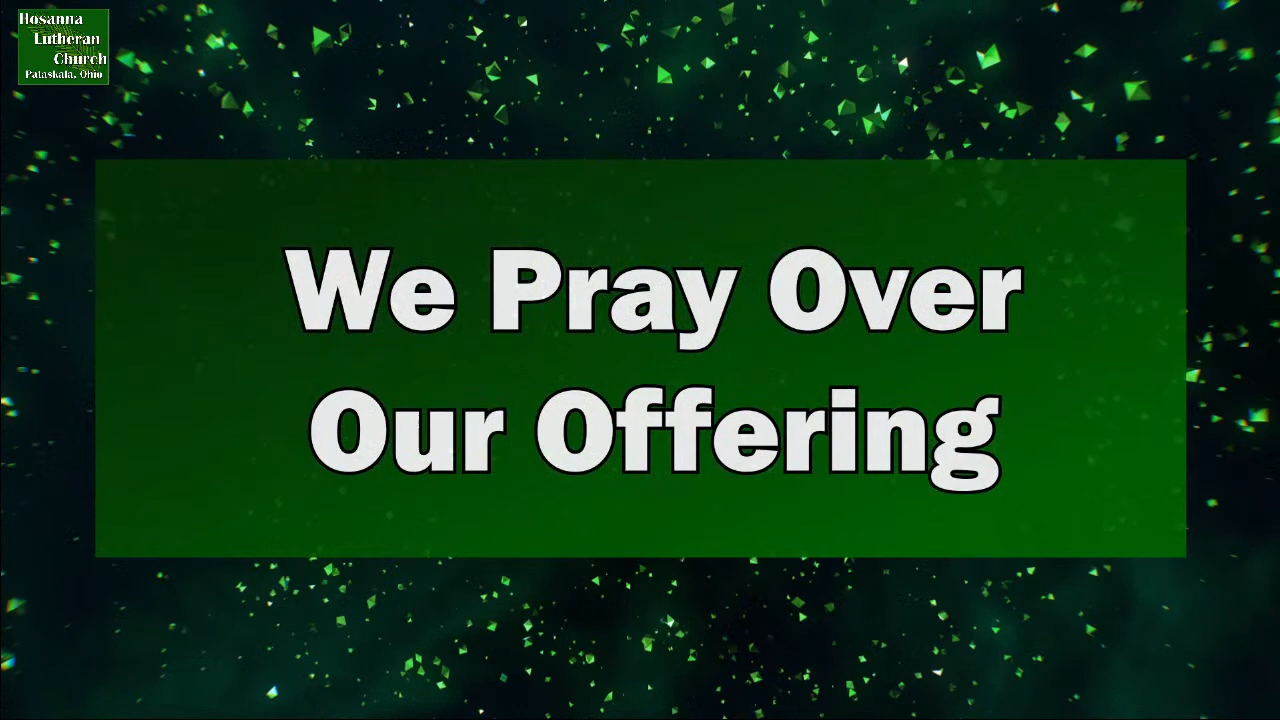 Hosanna
Lutheran
Church
Pataskala, Ohio
We Pray Over
Our Offering